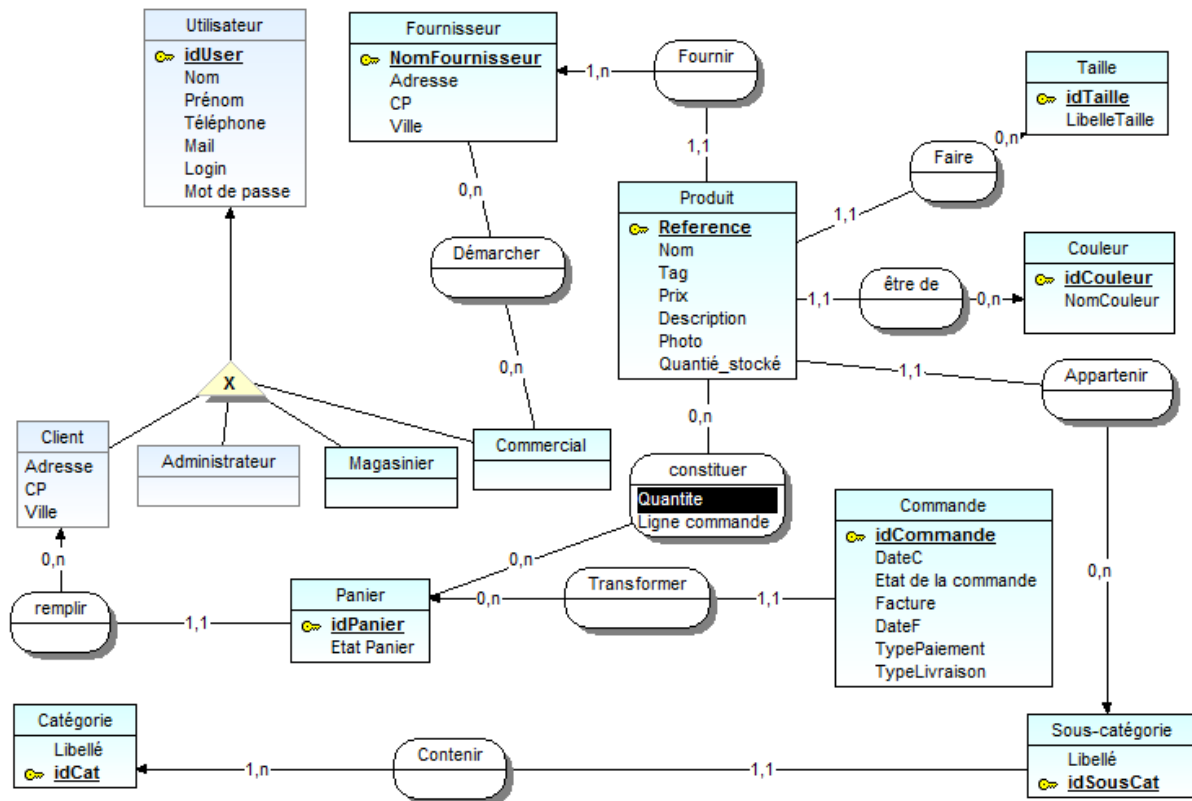 Utilisateur
idUser
Nom
Prénom
Téléphone
Mail
Login
Mot de passe
Fournisseur
NomFournisseur
Adresse
CP
Ville
1,n
Fournir
1,1
Taille
idTaille
LibelleTaille
0,n
Faire
1,1
0,n
Démarcher
0,n
Produit
Reference
Nom
Tag
Prix
Description
Photo
Quantié_stocké
1,1
être de
0,n
Couleur
idCouleur
NomCouleur
1,1
Appartenir
0,n
X
Client
Adresse
CP
Ville
Administrateur
Magasinier
Commercial
0,n
constituer
Quantite
Ligne commande
0,n
Commande
idCommande
DateC
Etat de la commande
Facture
DateF
TypePaiement
TypeLivraison
0,n
remplir
1,1
Panier
idPanier
Etat Panier
0,n
Transformer
1,1
Catégorie
Libellé
idCat
1,n
Contenir
1,1
Sous-catégorie
Libellé
idSousCat